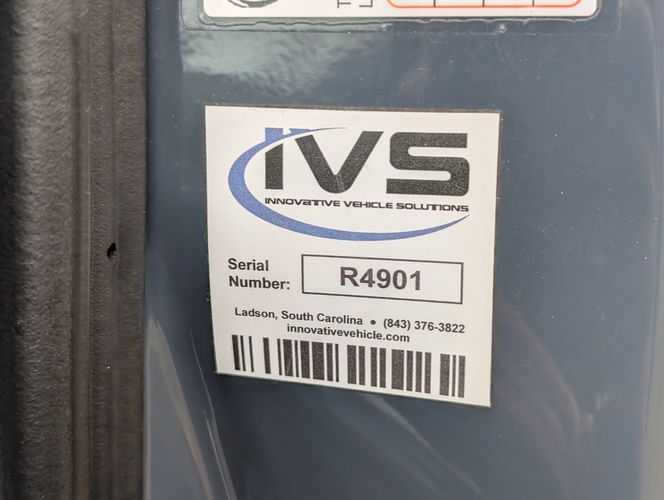 IVS
INNOVATIVE VEHICLE SOLUTIONS
Serial
Number:
R4901
Ladson, South Carolina • (843) 376-3822
innovativevehicle.com